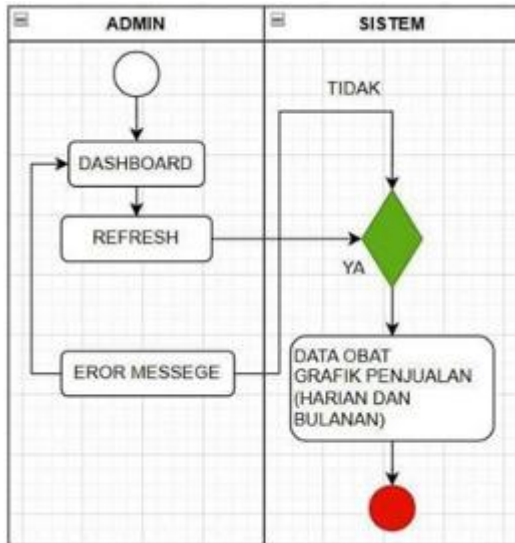 ADMIN
SISTEM
TIDAK
DASHBOARD
REFRESH
YA
EROR MESSEGE
DATA OBAT
GRAFIK PENJUALAN
(HARIAN DAN
BULANAN)